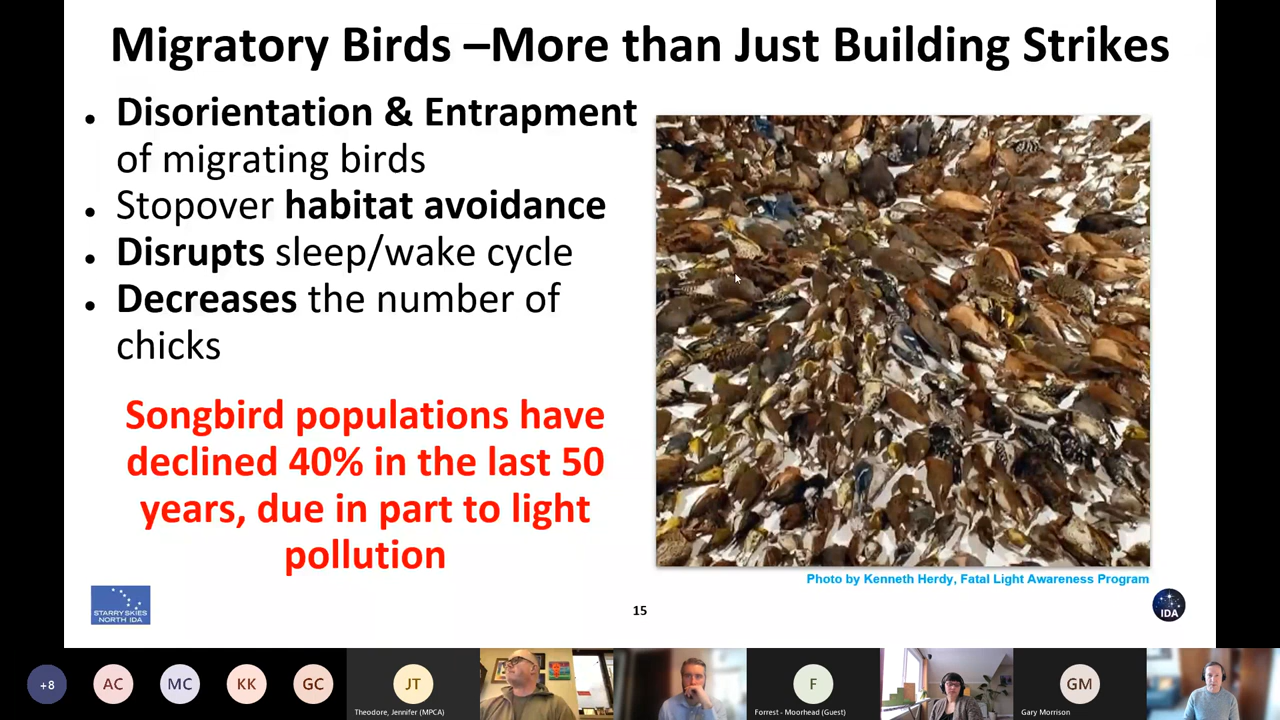 Migratory Birds –More than Just Building Strikes
• Disorientation & Entrapment
of migrating birds
• Stopover habitat avoidance
• Disrupts sleep/wake cycle
• Decreases the number of
chicks
Songbird populations have
declined 40% in the last 50
years, due in part to light
pollution
Photo by Kenneth Herdy, Fatal Light Awareness Program
STARRY SKIES
NORTH IDA
15
IDA
+8
AC
MC
KK
GC
JT
Theodore, Jennifer (MPCA)
F
Forrest - Moorhead (Guest)
GM
Gary Morrison